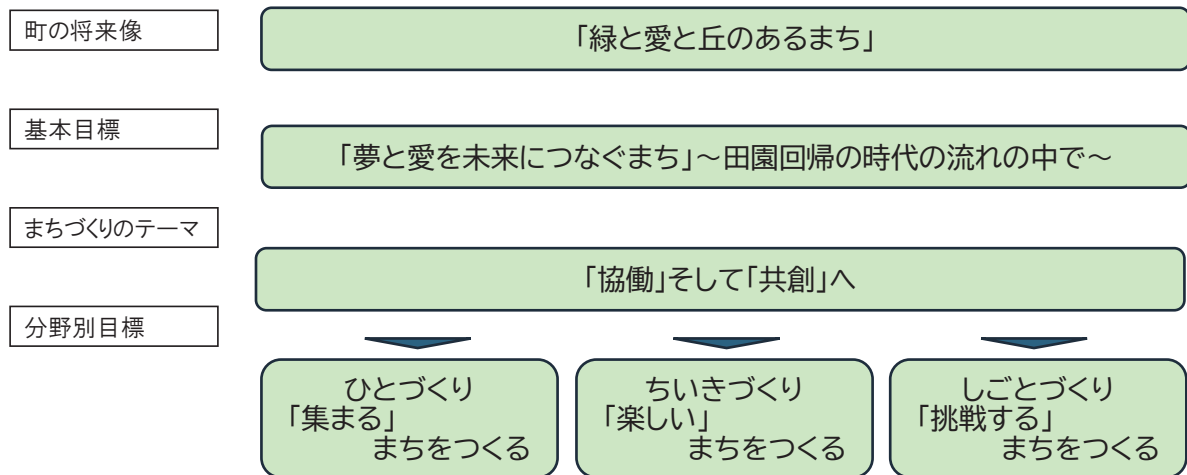 町の将来像
「緑と愛と丘のあるまち」
基本目標
「夢と愛を未来につなぐまち」～田園回帰の時代の流れの中で～
まちづくりのテーマ
「協働」そして「共創」へ
分野別目標
ひとづくり
「集まる」
まちをつくる
ちいきづくり
「楽しい」
まちをつくる
しごとづくり
「挑戦する」
まちをつくる